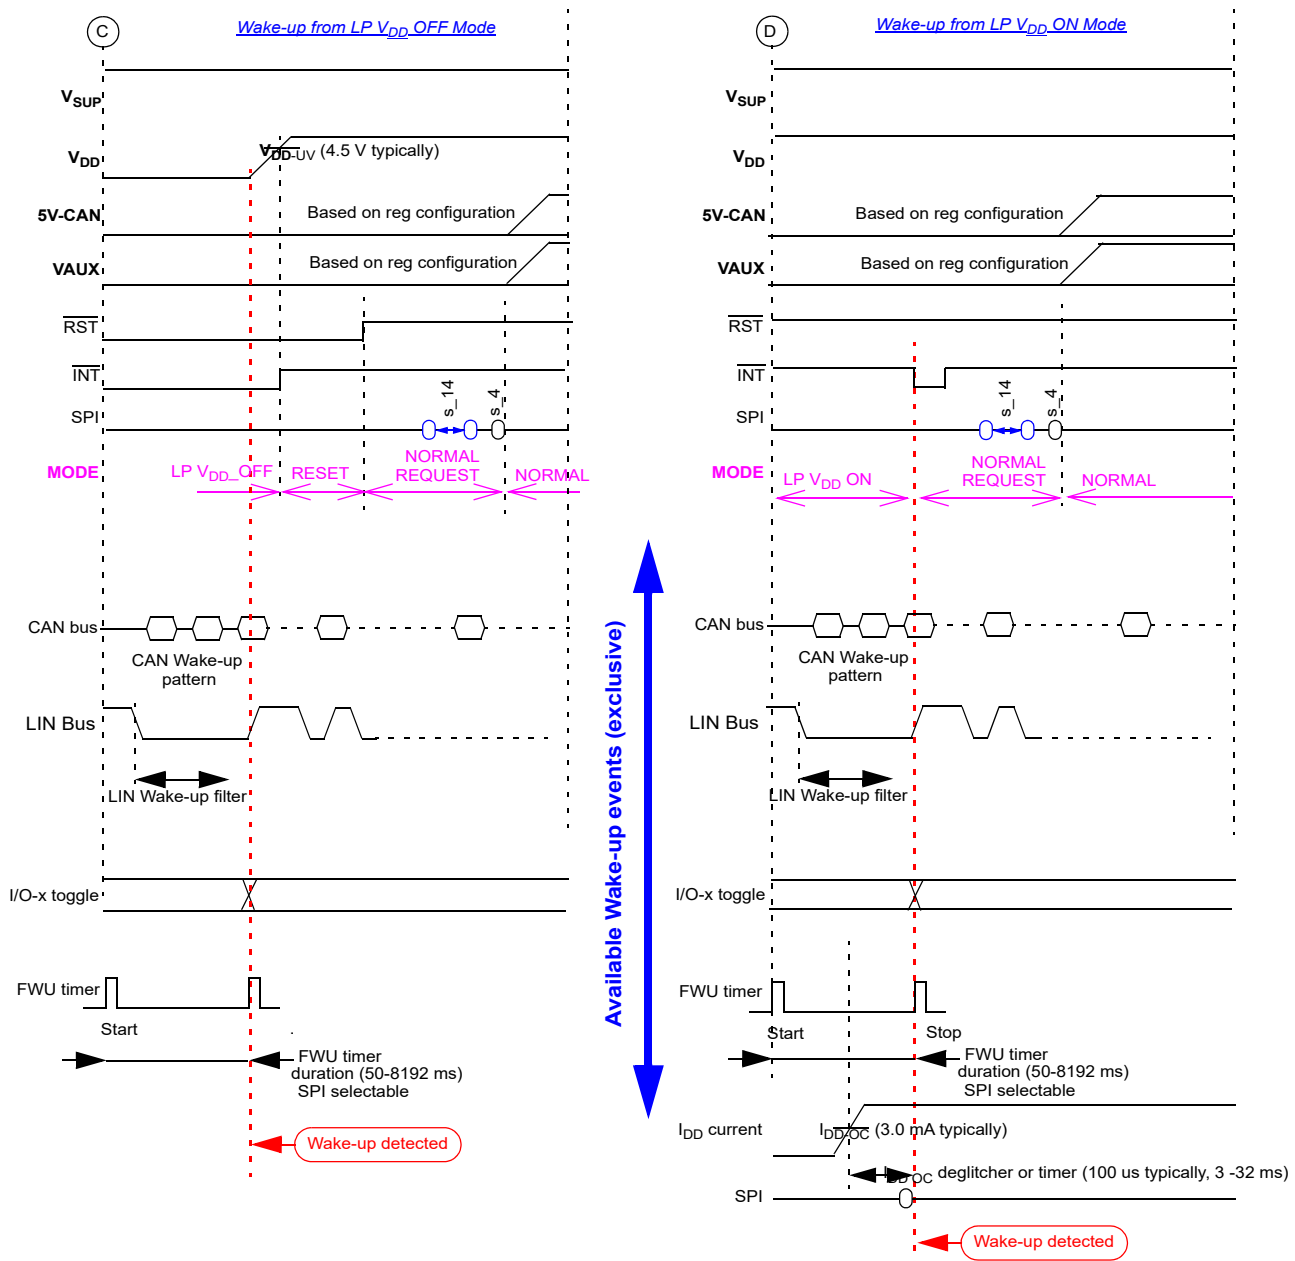 C
Wake-up from LP VDD OFF Mode
VSUP
VDD
VDD-UV (4.5 V typically)
5V-CAN
Based on reg configuration
VAUX
Based on reg configuration
RST
INT
SPI
s_14
s_4
MODE
LP VDD_OFF
RESET
NORMAL
REQUEST
NORMAL
CAN bus
CAN Wake-up
pattern
LIN Bus
LIN Wake-up filter
I/O-x toggle
FWU timer
Start
FWU timer
duration (50-8192 ms)
SPI selectable
Wake-up detected
Available Wake-up events (exclusive)
D
Wake-up from LP VDD ON Mode
VSUP
VDD
5V-CAN
Based on reg configuration
VAUX
Based on reg configuration
RST
INT
SPI
s_14
s_4
MODE
LP VDD ON
NORMAL
REQUEST
NORMAL
CAN bus
CAN Wake-up
pattern
LIN Bus
LIN Wake-up filter
I/O-x toggle
FWU timer
Start
Stop
FWU timer
duration (50-8192 ms)
SPI selectable
IDD current
IDD-OC (3.0 mA typically)
IDD-OC deglitcher or timer (100 us typically, 3 -32 ms)
SPI
Wake-up detected